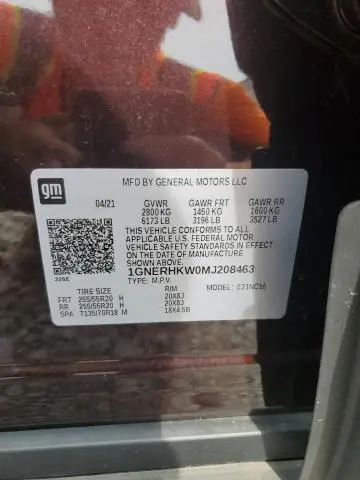 gm
MFD BY GENERAL MOTORS LLC
04/21 GVWR GAWR FRT GAWR RR
2800 KG 1450 KG 1600 KG
6173 LB 3196 LB 3527 LB
THIS VEHICLE CONFORMS TO ALL
APPLICABLE U.S. FEDERAL MOTOR
VEHICLE SAFETY STANDARDS IN EFFECT
ON THE DATE OF MANUFACTURE SHOWN ABOVE.
1GNERHKW0MJ208463
TYPE: M.P.V. MODEL:
TIRE SIZE RIM
FRT 255/55R20 H 20X8J
RR 255/55R20 H 20X8J
SPA T135/70R18 M 18X4.5B